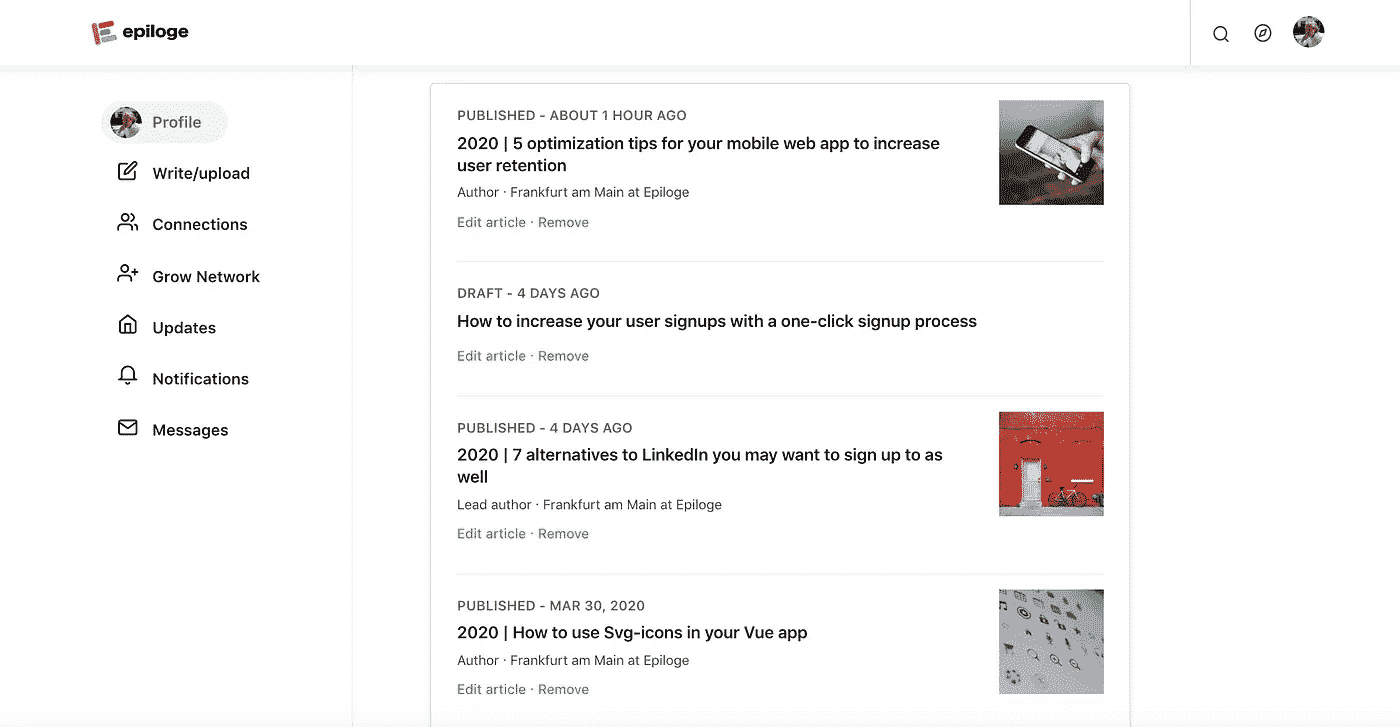 epiloge
Profile
Write/upload
Connections
Grow Network
Updates
Notifications
Messages
PUBLISHED - ABOUT 1 HOUR AGO
2020 | 5 optimization tips for your mobile web app to increase
user retention
Author · Frankfurt am Main at Epiloge
Edit article · Remove
DRAFT - 4 DAYS AGO
How to increase your user signups with a one-click signup process
Edit article · Remove
PUBLISHED - 4 DAYS AGO
2020 | 7 alternatives to LinkedIn you may want to sign up to as
well
Lead author · Frankfurt am Main at Epiloge
Edit article · Remove
PUBLISHED - MAR 30, 2020
2020 | How to use Svg-icons in your Vue app
Author · Frankfurt am Main at Epiloge
Edit article · Remove